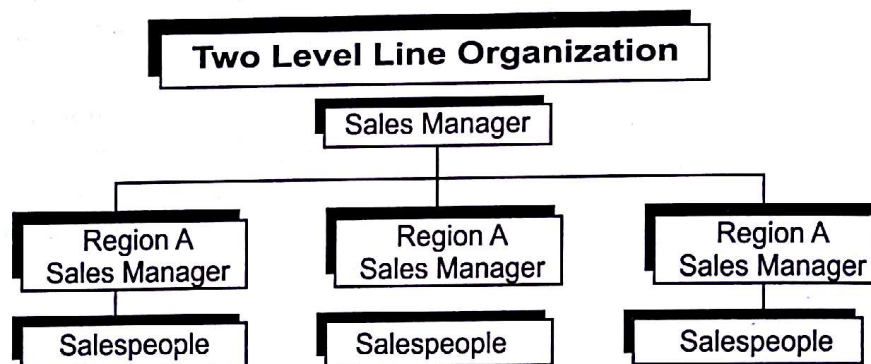 Two Level Line Organization
Sales Manager
Region A
Sales Manager
Region A
Sales Manager
Region A
Sales Manager
Salespeople
Salespeople
Salespeople